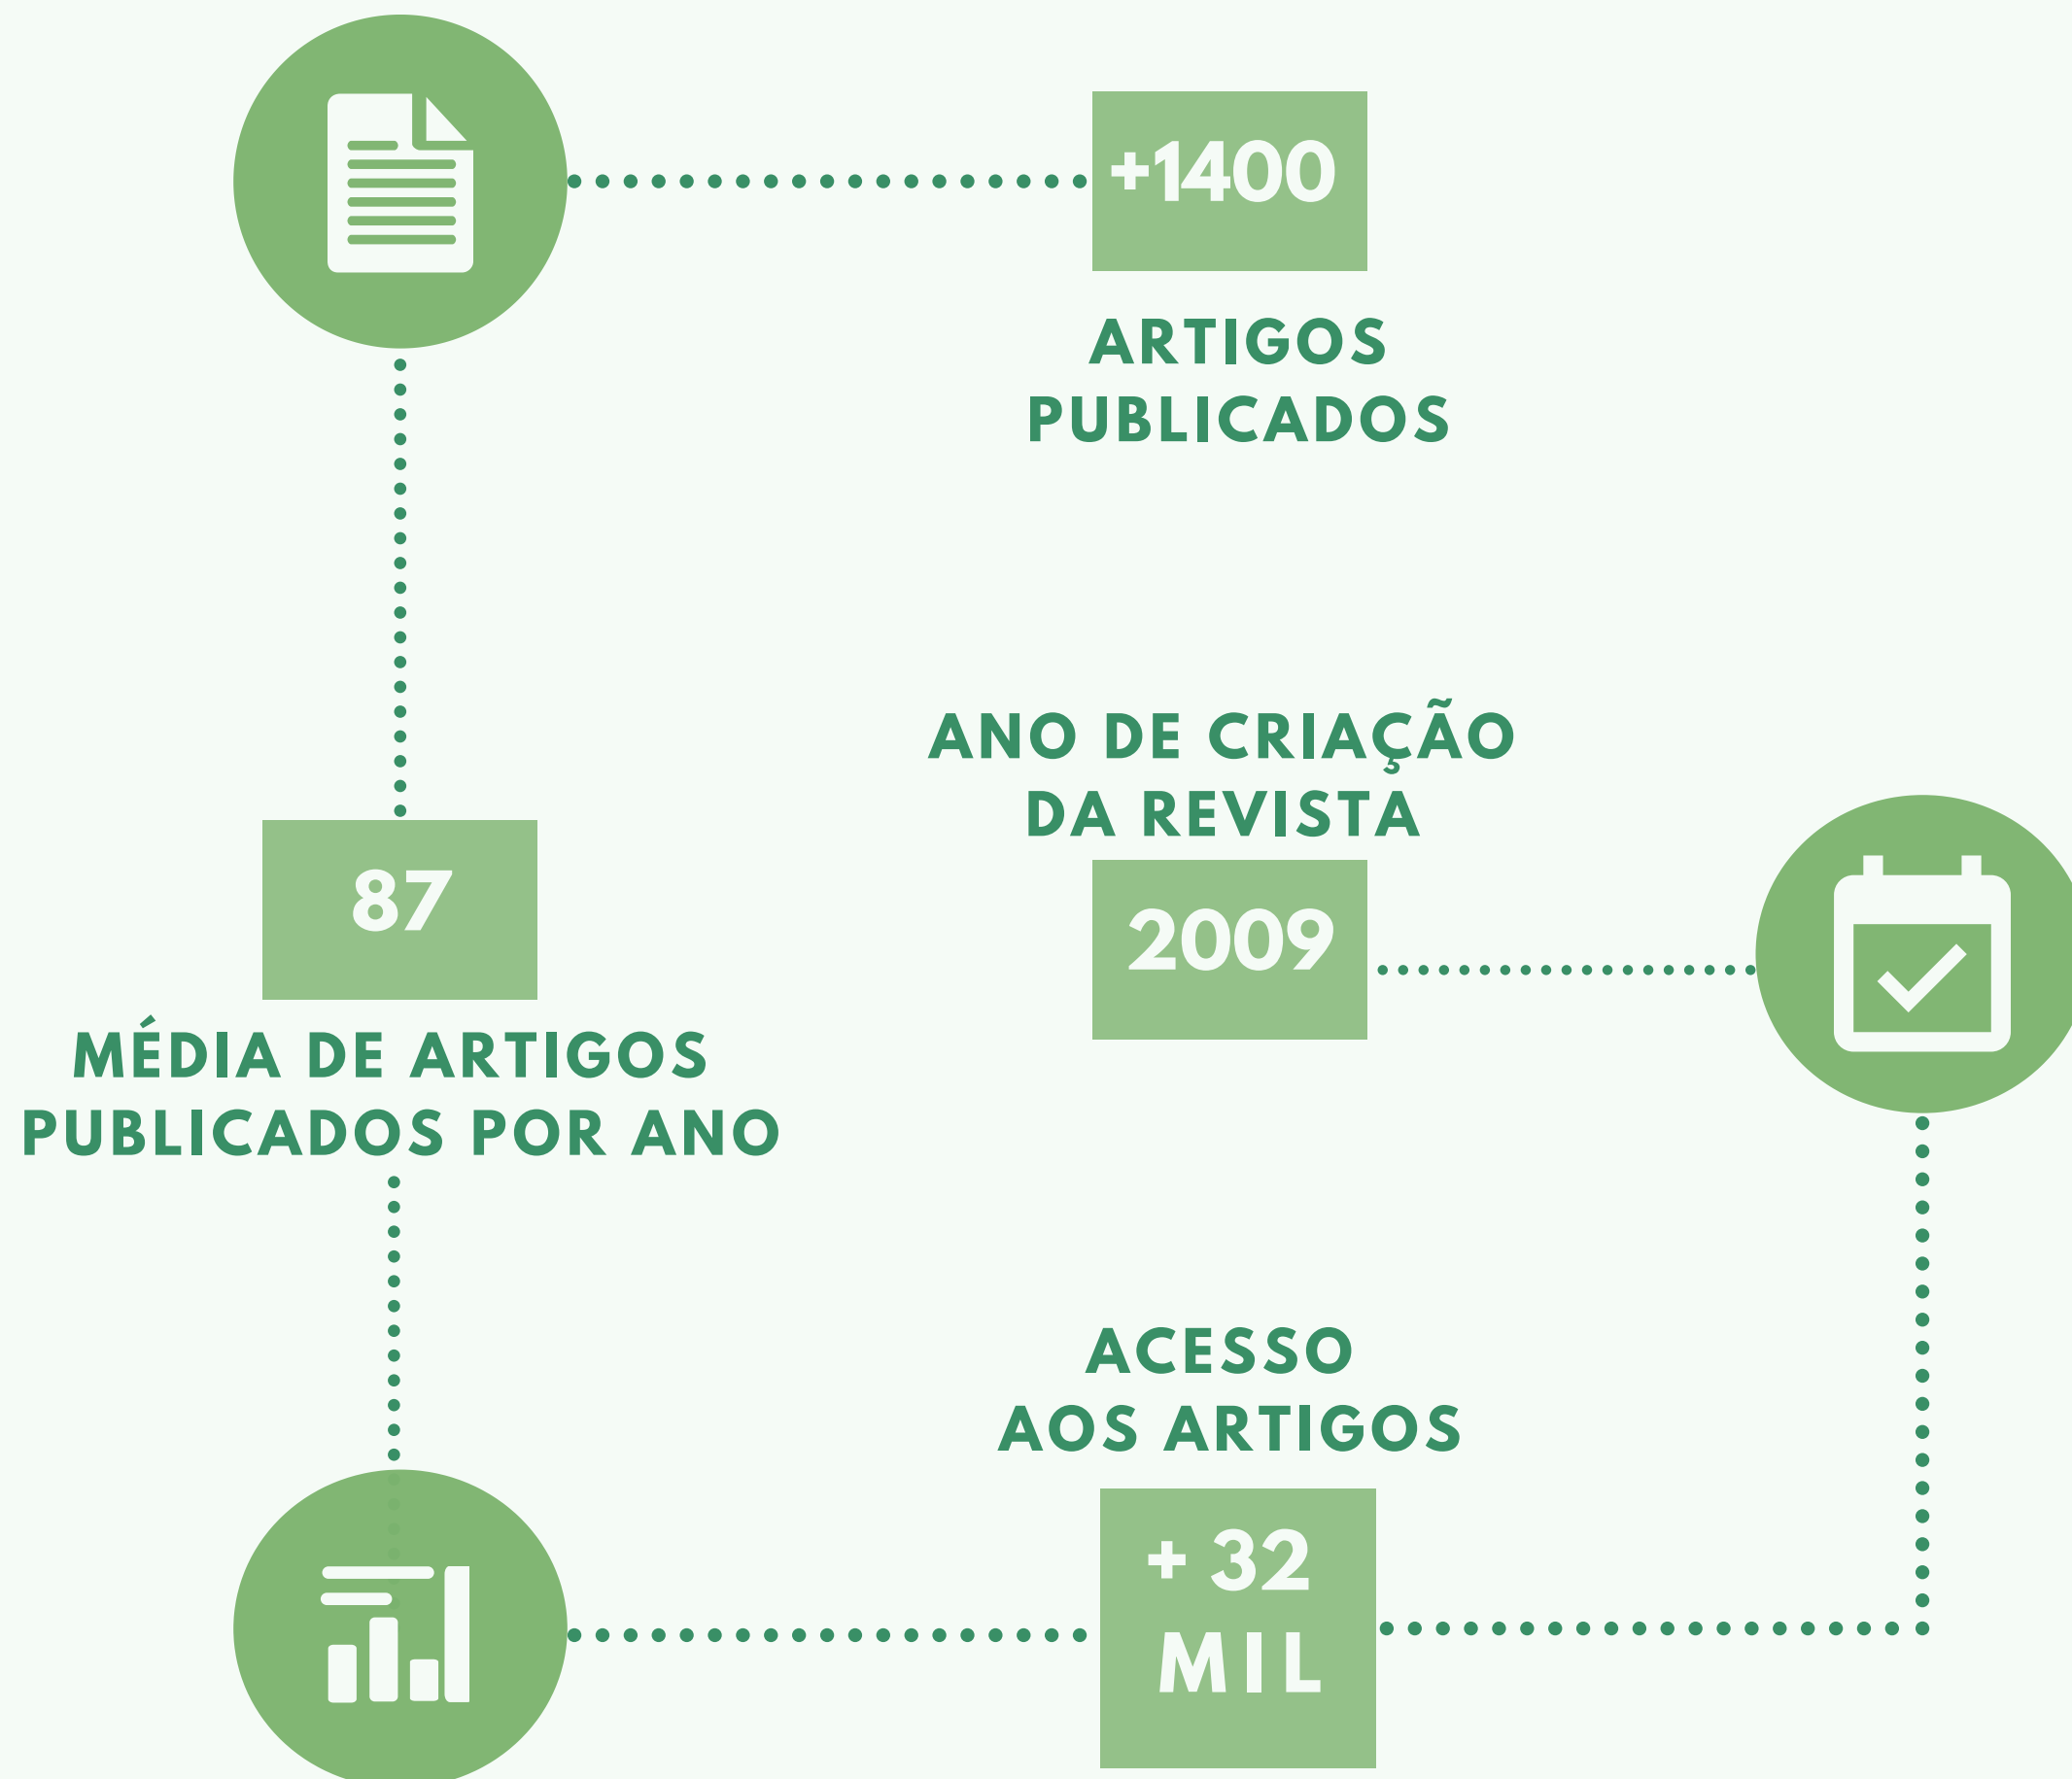 +1400
ARTIGOS
PUBLICADOS
87
MÉDIA DE ARTIGOS
PUBLICADOS POR ANO
ANO DE CRIAÇÃO
DA REVISTA
2009
ACESSO
AOS ARTIGOS
+ 32
MIL